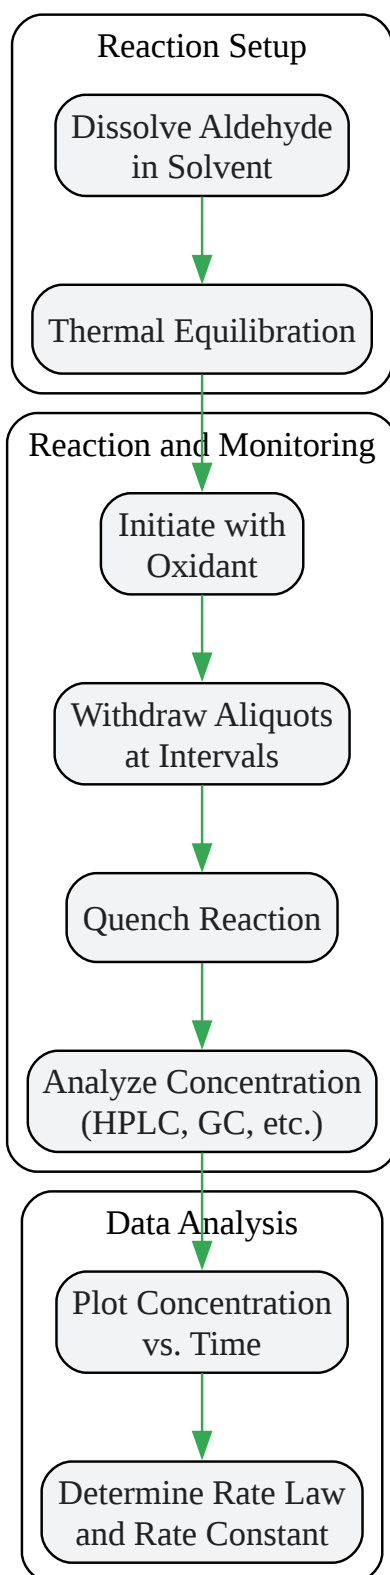 Reaction Setup
Dissolve Aldehyde
in Solvent
Thermal Equilibration
Reaction and Monitoring
Initiate with
Oxidant
Withdraw Aliquots
at Intervals
Quench Reaction
Analyze Concentration
(HPLC, GC, etc.)
Data Analysis
Plot Concentration
vs. Time
Determine Rate Law
and Rate Constant